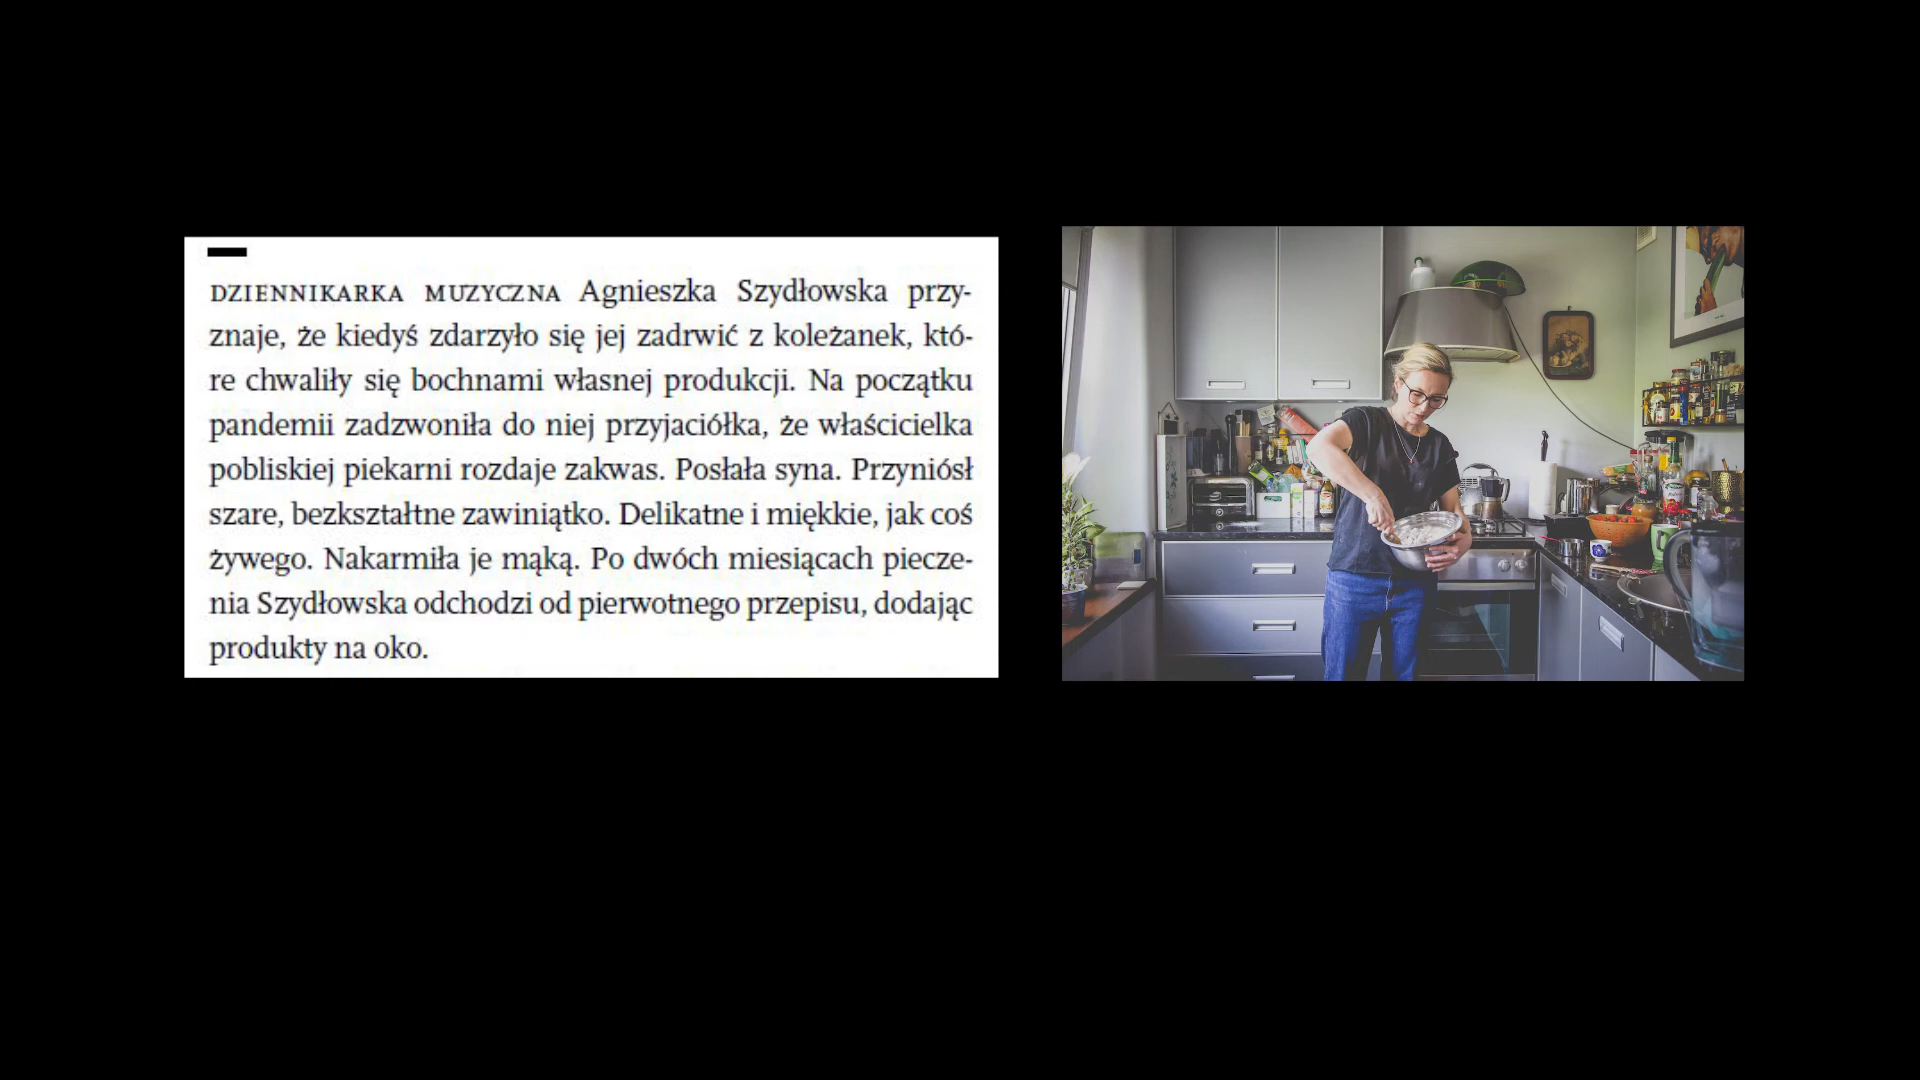 DZIENNIKARKA MUZYCZNA Agnieszka Szydłowska przy-
znaje, że kiedyś zdarzyło się jej zadrwić z koleżanek, któ-
re chwaliły się bochnami własnej produkcji. Na początku
pandemii zadzwoniła do niej przyjaciółka, że właścicielka
pobliskiej piekarni rozdaje zakwas. Posłała syna. Przyniósł
szare, bezkształtne zawiniątko. Delikatne i miękkie, jak coś
żywego. Nakarmiła je mąką. Po dwóch miesiącach piecze-
nia Szydłowska odchodzi od pierwotnego przepisu, dodając
produkty na oko.